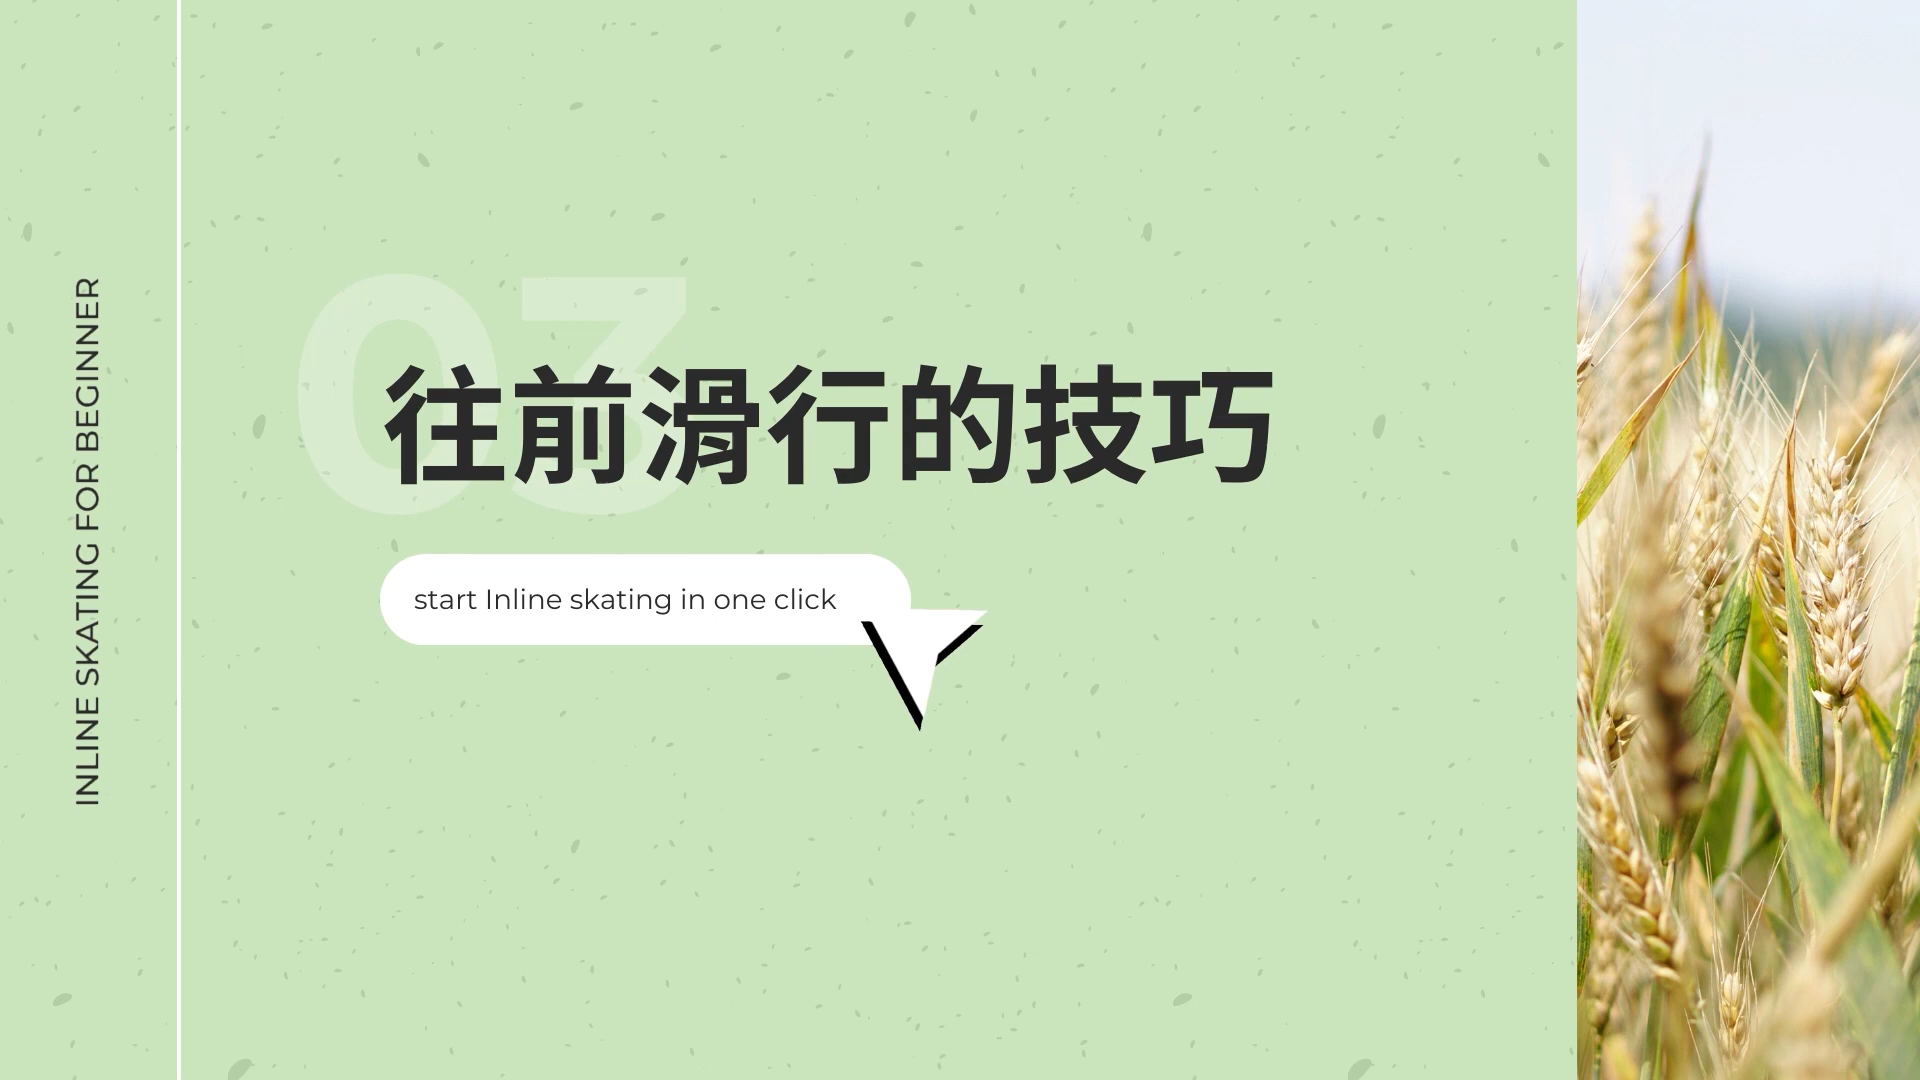 INLINE SKATING FOR BEGINNER
03
往前滑行的技巧
start Inline skating in one click